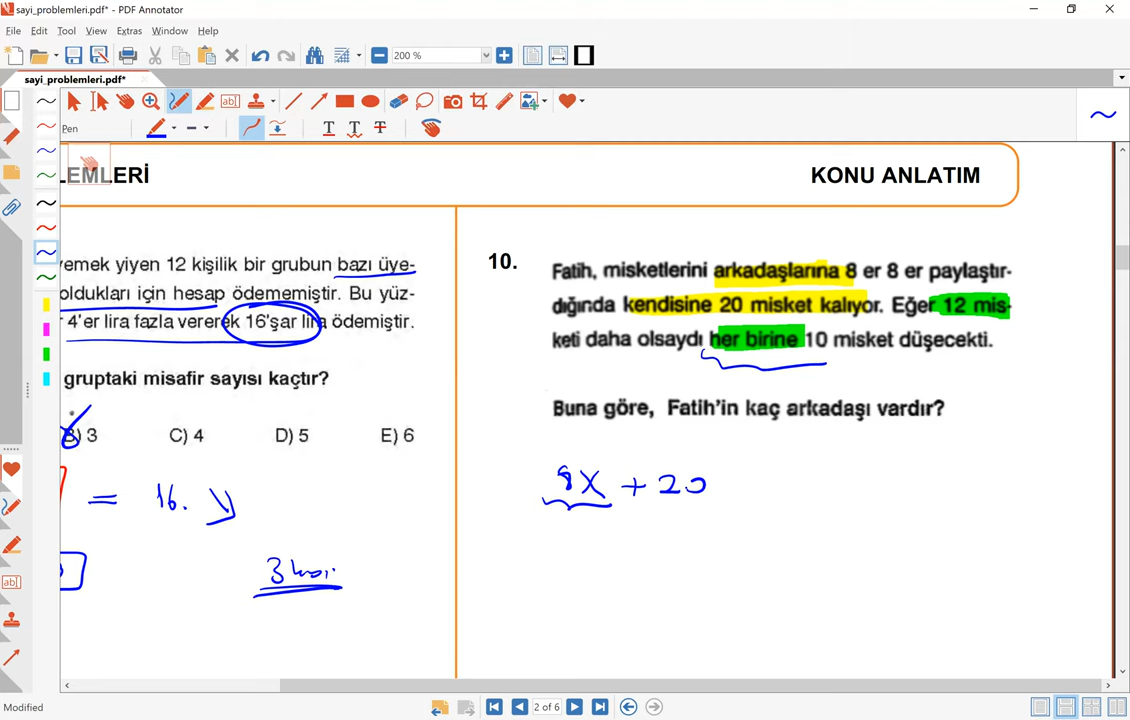 sayi_problemleri.pdf* - PDF Annotator
File Edit Tool View Extras Window Help
200 %
sayi_problemleri.pdf*
Pen
LEMLERİ
KONU ANLATIM
yemek yiyen 12 kişilik bir grubun bazı üye-
oldukları için hesap ödememiştir. Bu yüz-
4'er lira fazla vererek 16'şar lira ödemiştir.
gruptaki misafir sayısı kaçtır?
B) 3 C) 4 D) 5 E) 6
= 16.
3
10.
Fatih, misketlerini arkadaşlarına 8 er 8 er paylaştır-
dığında kendisine 20 misket kalıyor. Eğer 12 mis-
keti daha olsaydı her birine 10 misket düşecekti.
Buna göre, Fatih'in kaç arkadaşı vardır?
8x + 20
Modified
2 of 6